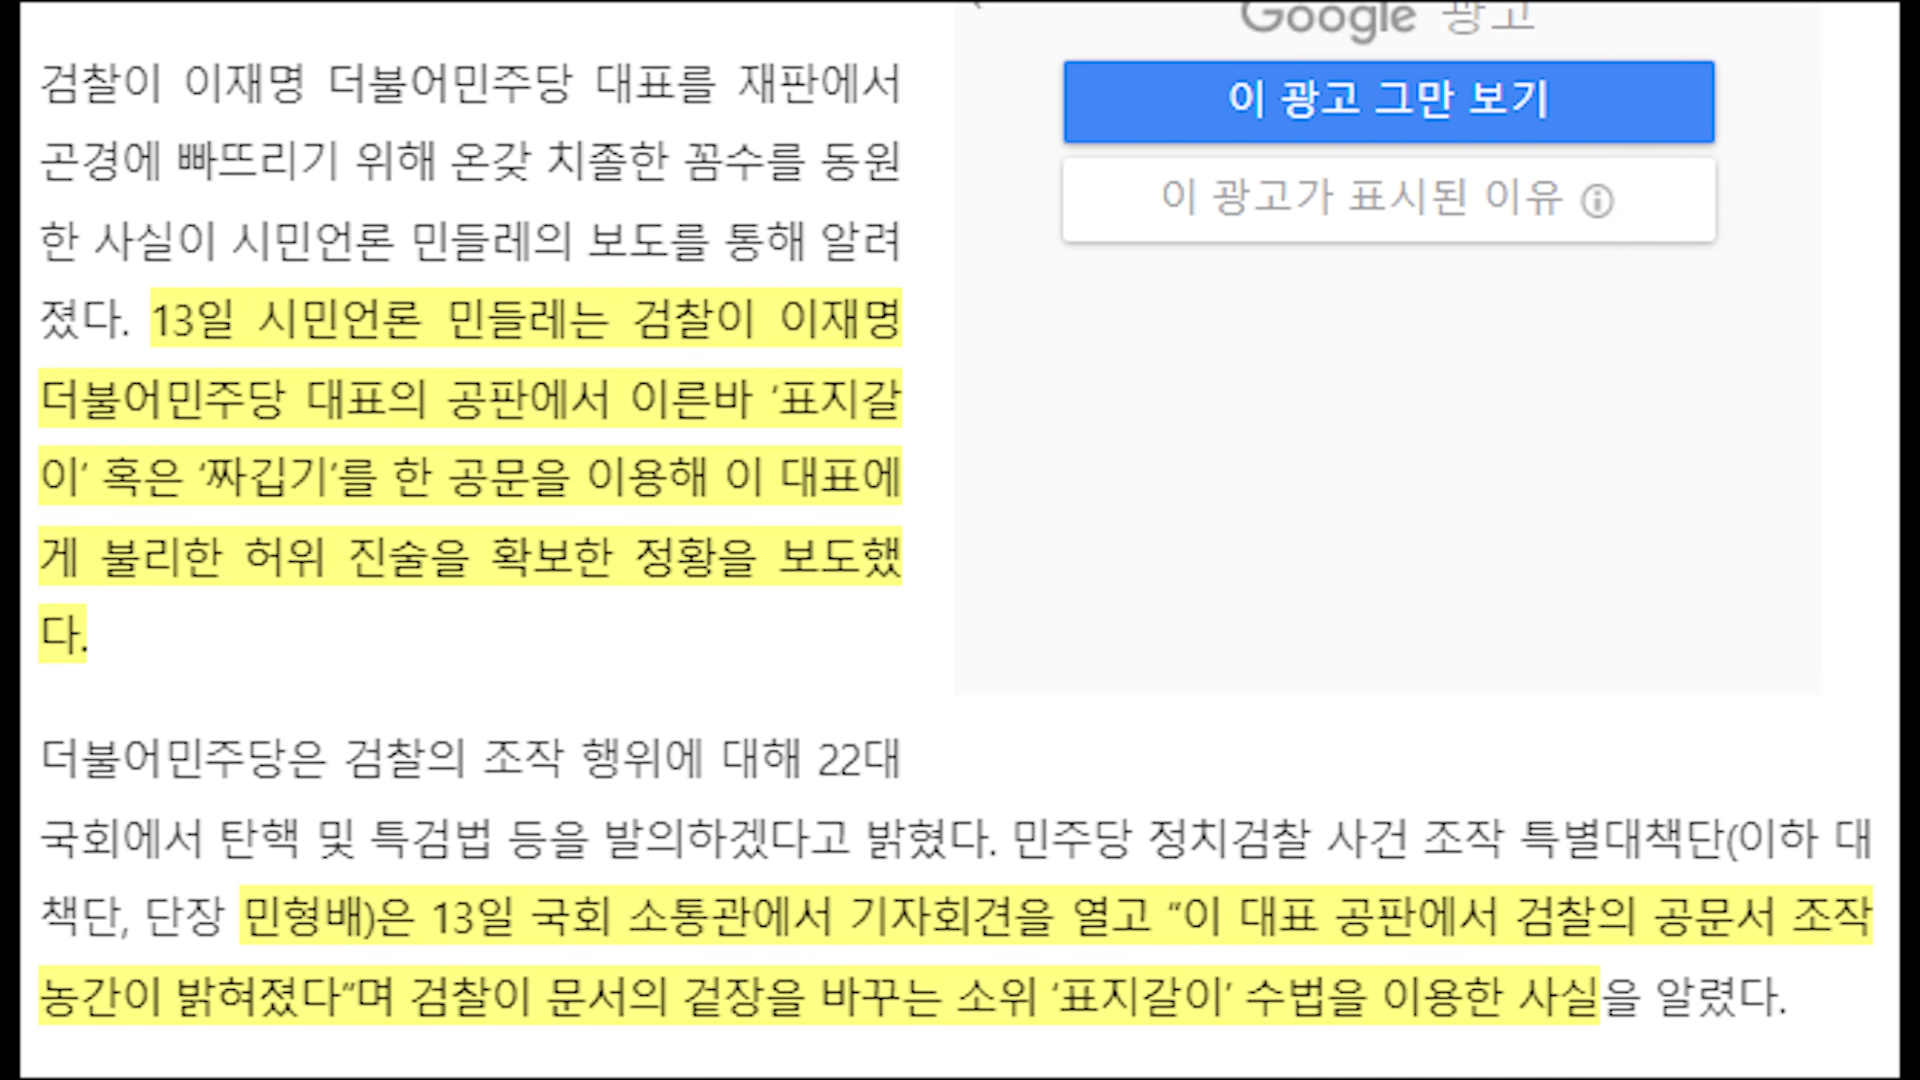 Google 광고
이 광고 그만 보기
이 광고가 표시된 이유
검찰이 이재명 더불어민주당 대표를 재판에서
곤경에 빠뜨리기 위해 온갖 치졸한 꼼수를 동원
한 사실이 시민언론 민들레의 보도를 통해 알려
졌다. 13일 시민언론 민들레는 검찰이 이재명
더불어민주당 대표의 공판에서 이른바 ‘표지갈
이’ 혹은 ‘짜깁기’를 한 공문을 이용해 이 대표에
게 불리한 허위 진술을 확보한 정황을 보도했
다.
더불어민주당은 검찰의 조작 행위에 대해 22대
국회에서 탄핵 및 특검법 등을 발의하겠다고 밝혔다. 민주당 정치검찰 사건 조작 특별대책단(이하 대
책단, 단장 민형배)은 13일 국회 소통관에서 기자회견을 열고 “이 대표 공판에서 검찰의 공문서 조작
농간이 밝혀졌다”며 검찰이 문서의 겉장을 바꾸는 소위 ‘표지갈이’ 수법을 이용한 사실을 알렸다.